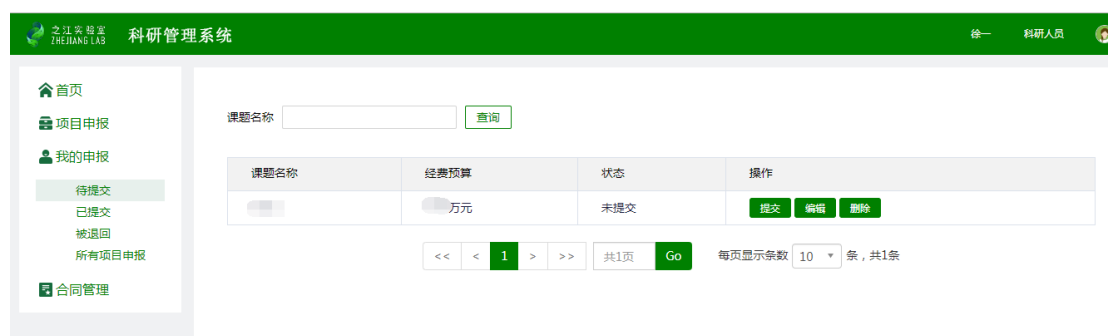 之江实验室
ZHEJIANG LAB
科研管理系统
徐一
科研人员
首页
项目申报
我的申报
待提交
已提交
被退回
所有项目申报
合同管理
课题名称
查询
课题名称 经费预算 状态 操作
万元 未提交 提交 编辑 删除
<< < 1 > >> 共1页 Go 每页显示条数 10 条，共1条